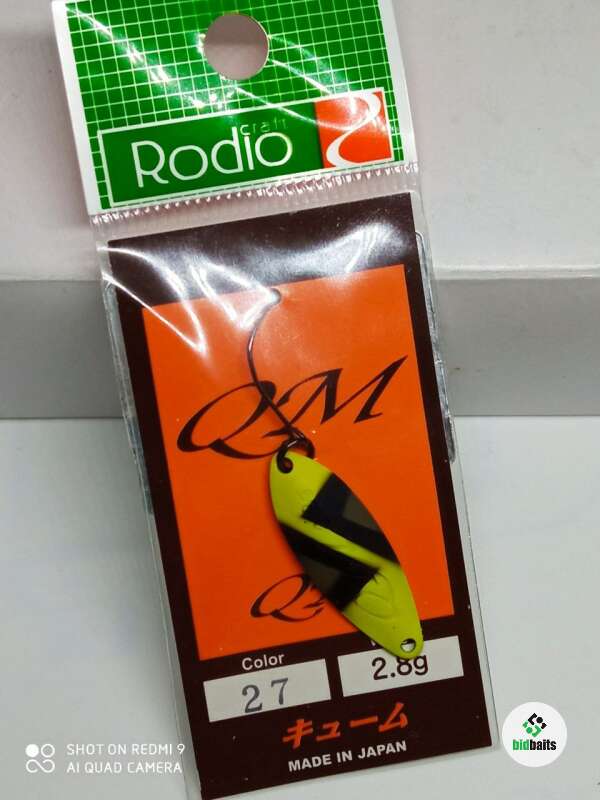 craft
Rodio
QM
Color
27
2.8g
キューム
MADE IN JAPAN
SHOT ON REDMI 9
AI QUAD CAMERA
bidbaits